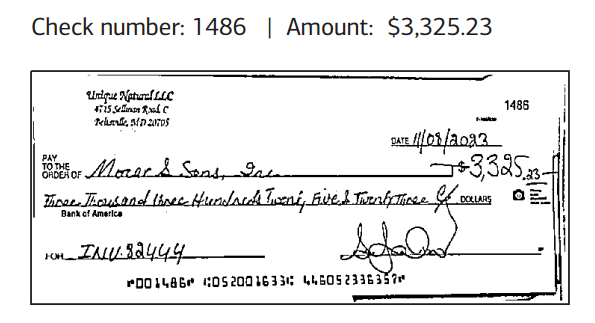 Check number: 1486 | Amount: $3,325.23
Unique Natural LLC
4715 Sellman Road, C
Beltsville, MD 20705
1486
DATE 11/08/2023
PAY TO THE ORDER OF Morar & Sons, Inc. $3,325.23
Three Thousand Three Hundreds Twenty Five & Twenty Three DOLLARS
Bank of America
FOR INV. 82444
⑈001486⑈ ⑆052001633⑆ 446052336357⑈